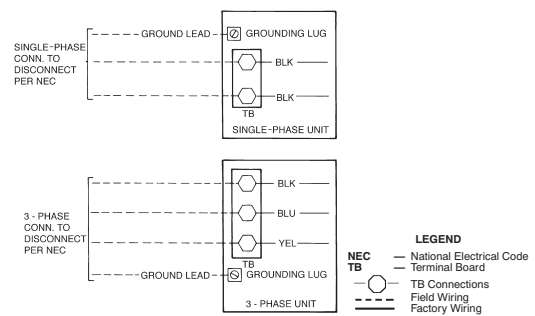 GROUND LEAD
GROUNDING LUG
SINGLE-PHASE
CONN. TO
DISCONNECT
PER NEC
BLK
BLK
TB
SINGLE-PHASE UNIT
3 - PHASE
CONN. TO
DISCONNECT
PER NEC
BLK
BLU
YEL
TB
GROUND LEAD
GROUNDING LUG
3 - PHASE UNIT
LEGEND
NEC — National Electrical Code
TB — Terminal Board
TB Connections
Field Wiring
Factory Wiring